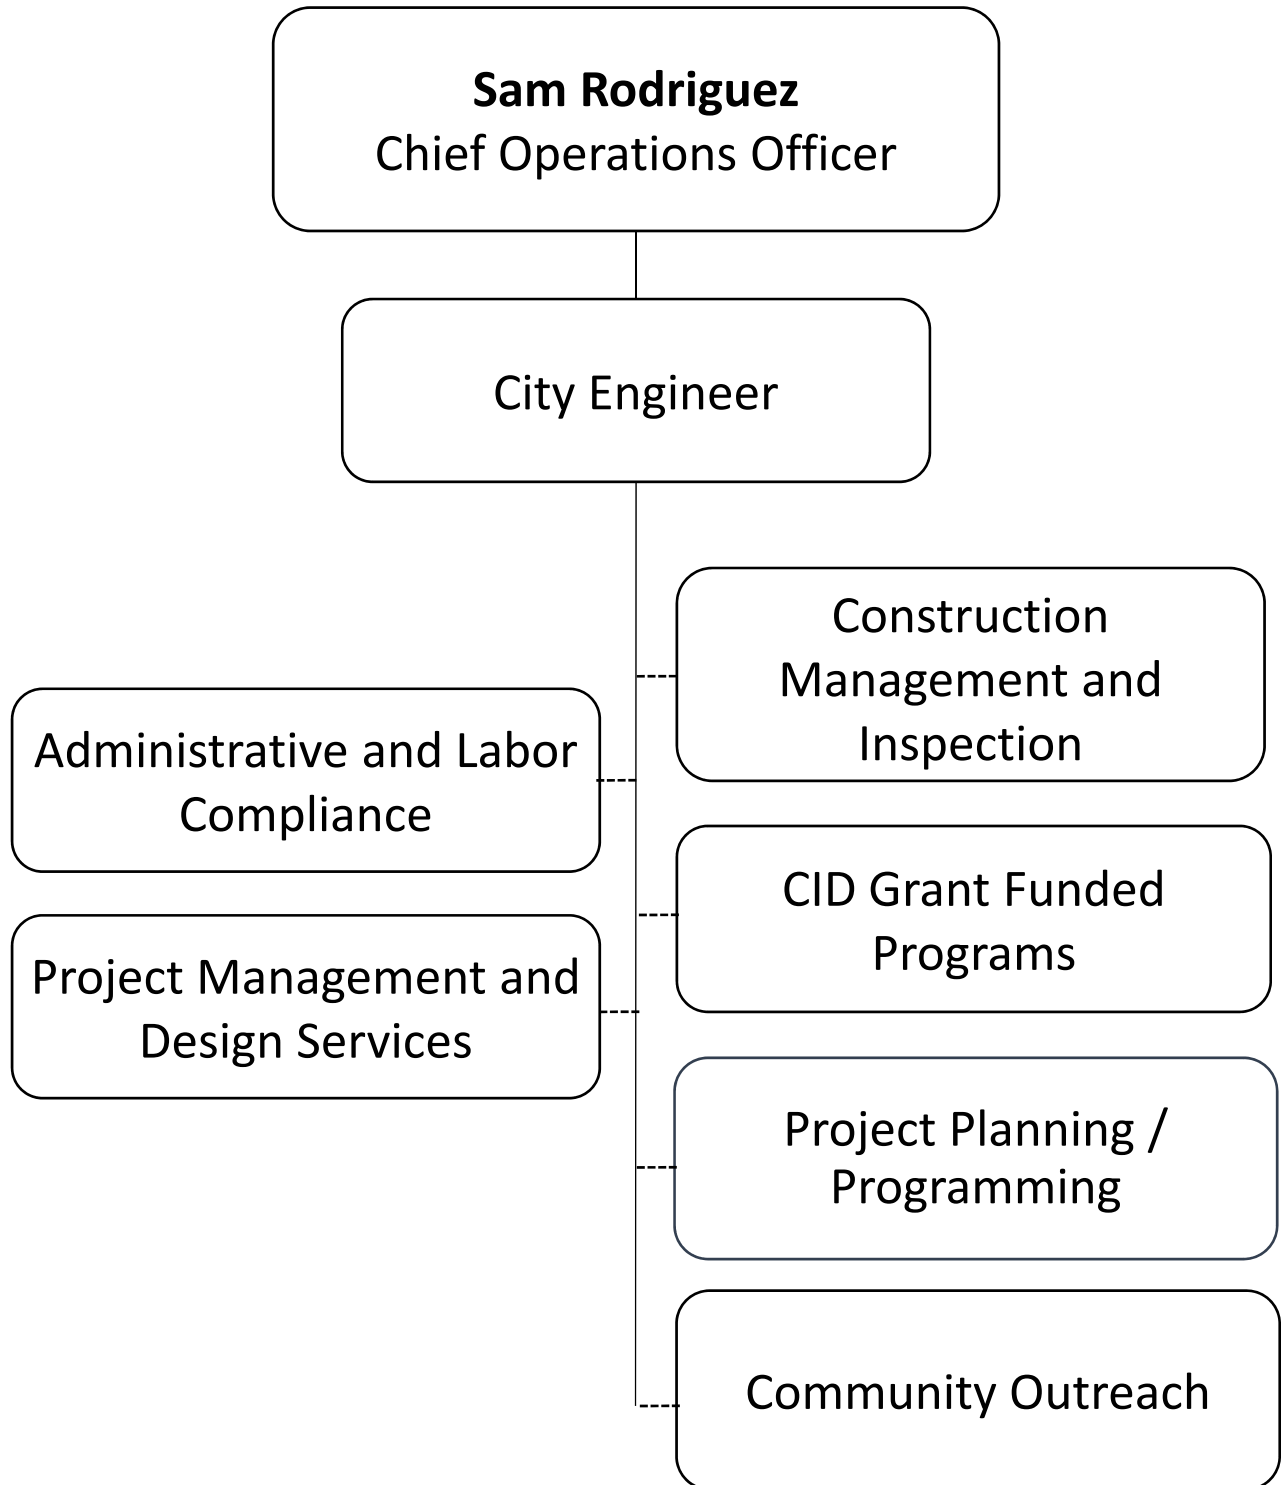 Sam Rodriguez
Chief Operations Officer
City Engineer
Construction
Management and
Inspection
Administrative and Labor
Compliance
CID Grant Funded
Programs
Project Management and
Design Services
Project Planning /
Programming
Community Outreach